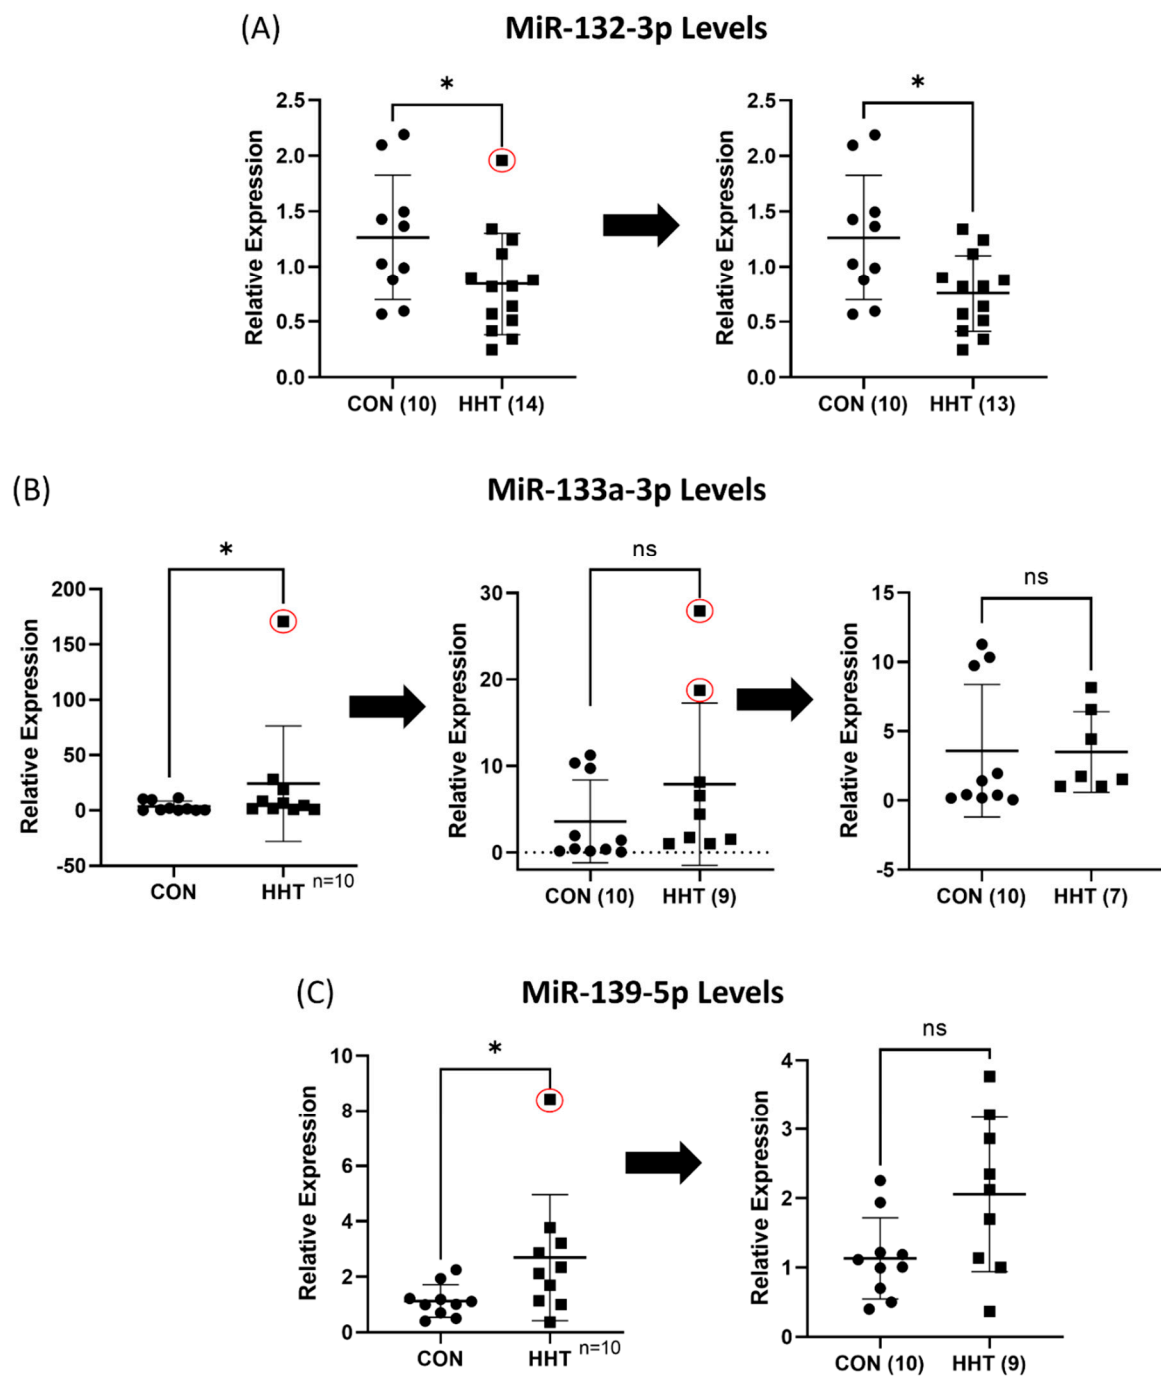 (A) MiR-132-3p Levels
* *
2.5 2.5
2.0 2.0
1.5 1.5
1.0 1.0
0.5 0.5
0.0 0.0
Relative Expression Relative Expression
CON (10) HHT (14) CON (10) HHT (13)
(B) MiR-133a-3p Levels
* ns ns
200
150
100
50
0
-50
Relative Expression
CON HHT n=10
30
20
10
0
Relative Expression
CON (10) HHT (9)
15
10
5
0
-5
Relative Expression
CON (10) HHT (7)
(C) MiR-139-5p Levels
* ns
10
8
6
4
2
0
Relative Expression
CON HHT n=10
4
3
2
1
0
Relative Expression
CON (10) HHT (9)